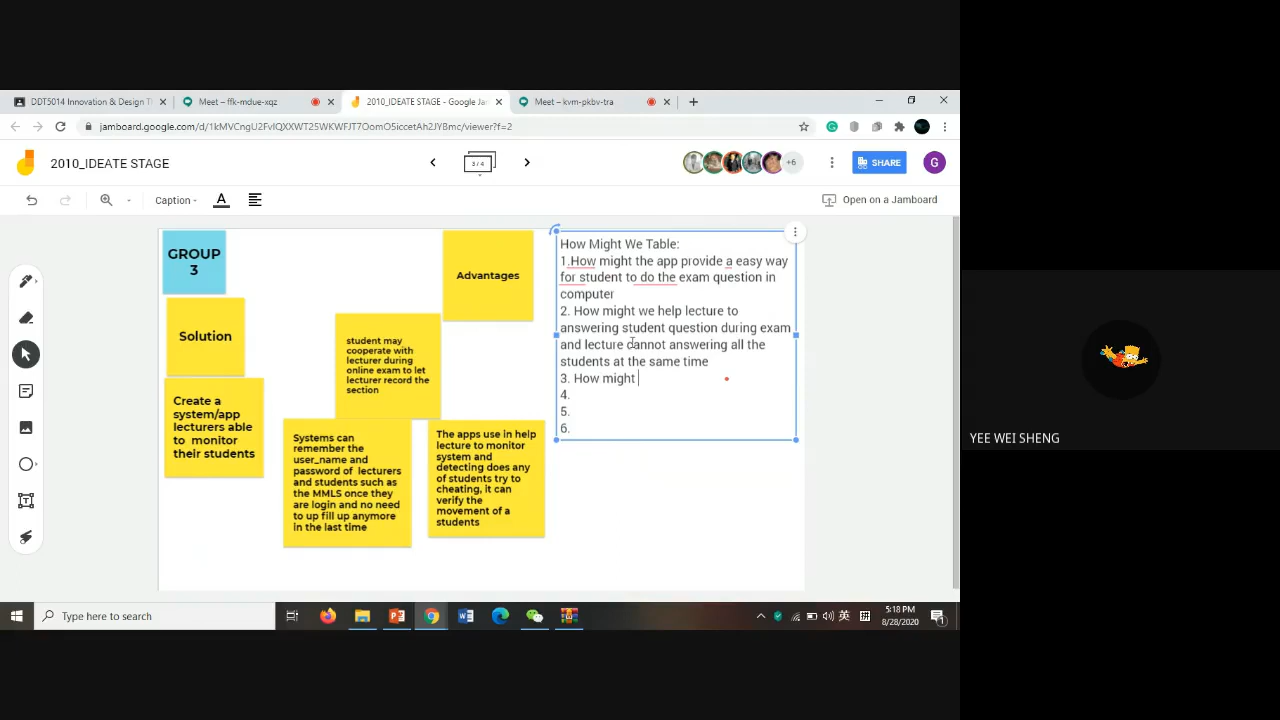 DDT5014 Innovation & Design T
Meet – ffk-mdue-xqz
2010_IDEATE STAGE - Google Ja
Meet – kvm-pkbv-tra
2010_IDEATE STAGE
3 / 4
+6
SHARE
G
Caption
A
Open on a Jamboard
GROUP
3
Solution
Create a
system/app
lecturers able
to monitor
their students
student may
cooperate with
lecturer during
online exam to let
lecturer record the
section
Systems can
remember the
user_name and
password of lecturers
and students such as
the MMLS once they
are login and no need
to up fill up anymore
in the last time
Advantages
The apps use in help
lecture to monitor
system and
detecting does any
of students try to
cheating, it can
verify the
movement of a
students
How Might We Table:
1.How might the app provide a easy way
for student to do the exam question in
computer
2. How might we help lecture to
answering student question during exam
and lecture cannot answering all the
students at the same time
3. How might
4.
5.
6.
YEE WEI SHENG
Type here to search
英
5:18 PM
8/28/2020
1